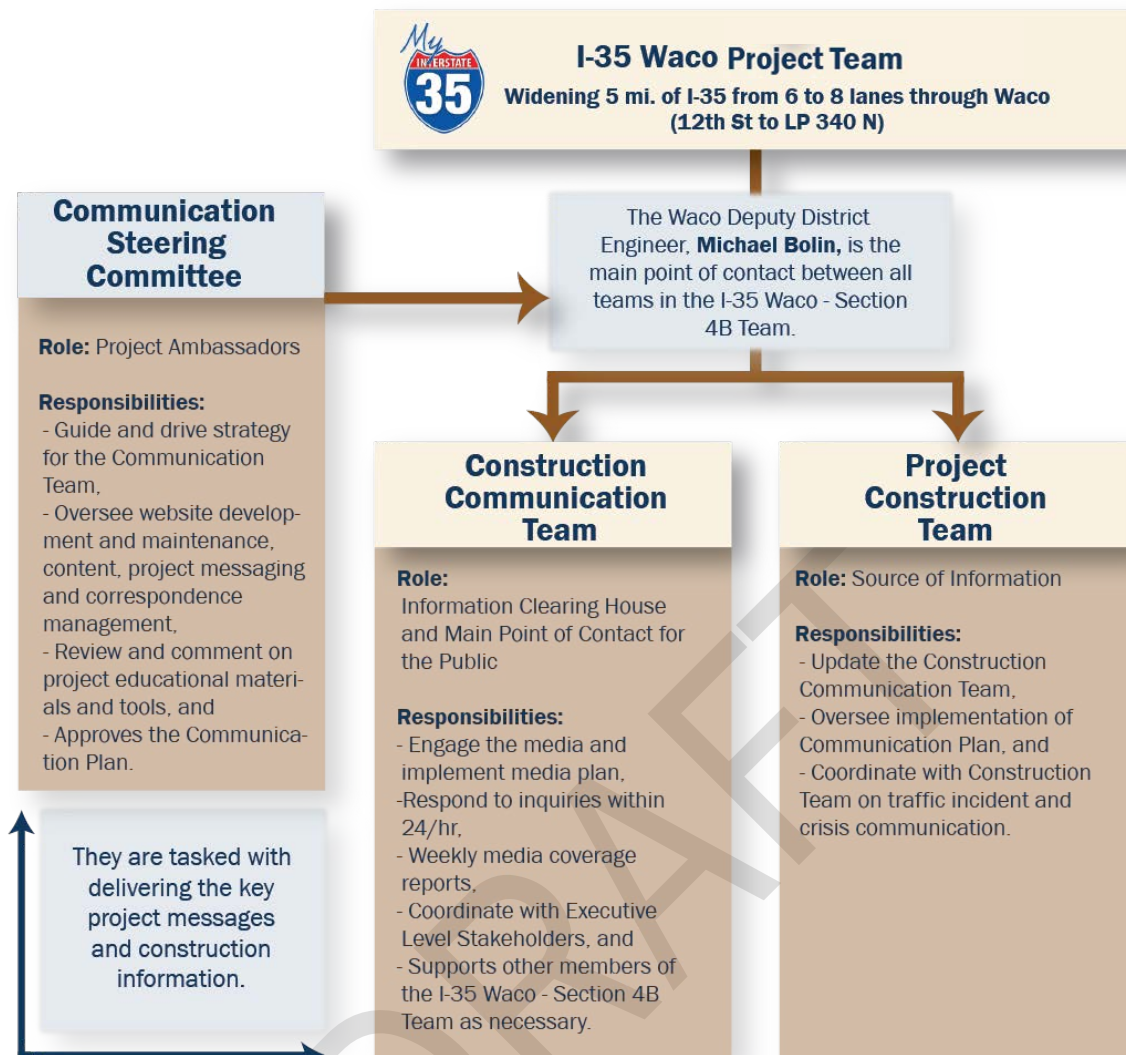 My
INTERSTATE
35
I-35 Waco Project Team
Widening 5 mi. of I-35 from 6 to 8 lanes through Waco
(12th St to LP 340 N)
Communication
Steering
Committee
Role: Project Ambassadors
Responsibilities:
- Guide and drive strategy
for the Communication
Team,
- Oversee website develop-
ment and maintenance,
content, project messaging
and correspondence
management,
- Review and comment on
project educational materi-
als and tools, and
- Approves the Communica-
tion Plan.
They are tasked with
delivering the key
project messages
and construction
information.
The Waco Deputy District
Engineer, Michael Bolin, is the
main point of contact between all
teams in the I-35 Waco - Section
4B Team.
Construction
Communication
Team
Role:
Information Clearing House
and Main Point of Contact for
the Public
Responsibilities:
- Engage the media and
implement media plan,
-Respond to inquiries within
24/hr,
- Weekly media coverage
reports,
- Coordinate with Executive
Level Stakeholders, and
- Supports other members of
the I-35 Waco - Section 4B
Team as necessary.
Project
Construction
Team
Role: Source of Information
Responsibilities:
- Update the Construction
Communication Team,
- Oversee implementation of
Communication Plan, and
- Coordinate with Construction
Team on traffic incident and
crisis communication.
DRAFT